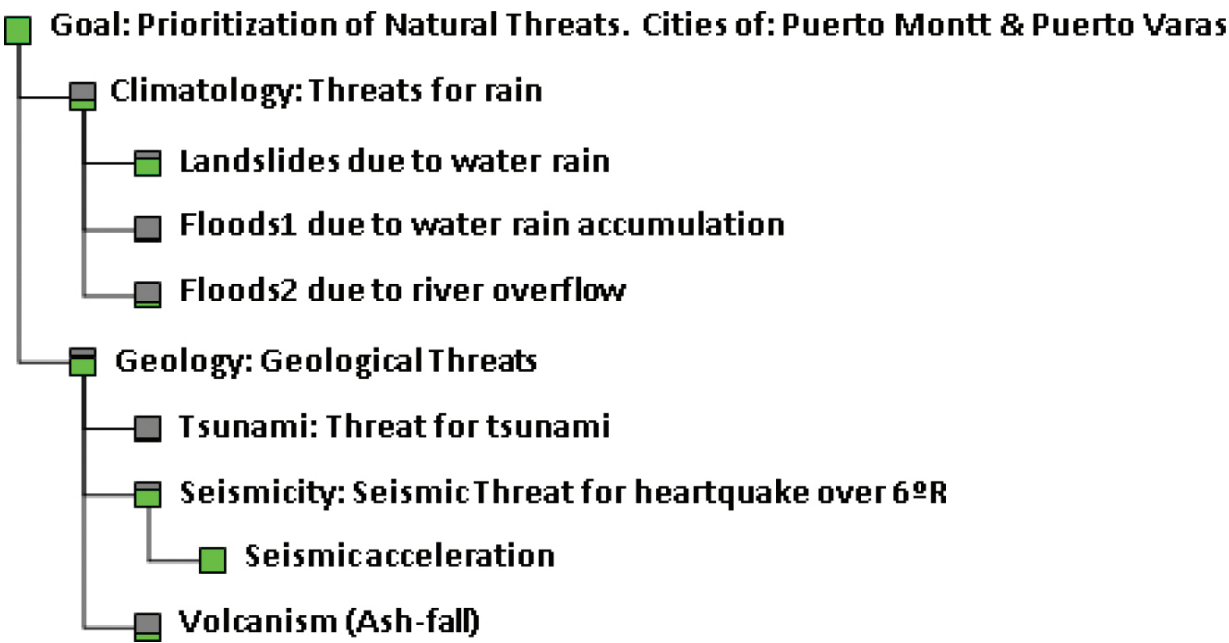 Goal: Prioritization of Natural Threats. Cities of: Puerto Montt & Puerto Varas
Climatology: Threats for rain
Landslides due to water rain
Floods1 due to water rain accumulation
Floods2 due to river overflow
Geology: Geological Threats
Tsunami: Threat for tsunami
Seismicity: Seismic Threat for heartquake over 6ºR
Seismic acceleration
Volcanism (Ash-fall)